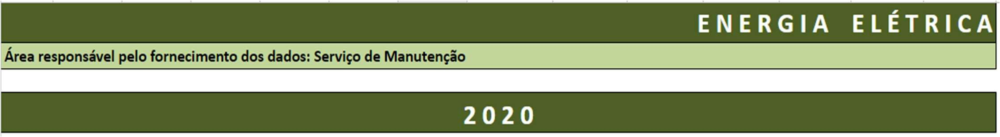 ENERGIA ELÉTRICA
Área responsável pelo fornecimento dos dados: Serviço de Manutenção
2020